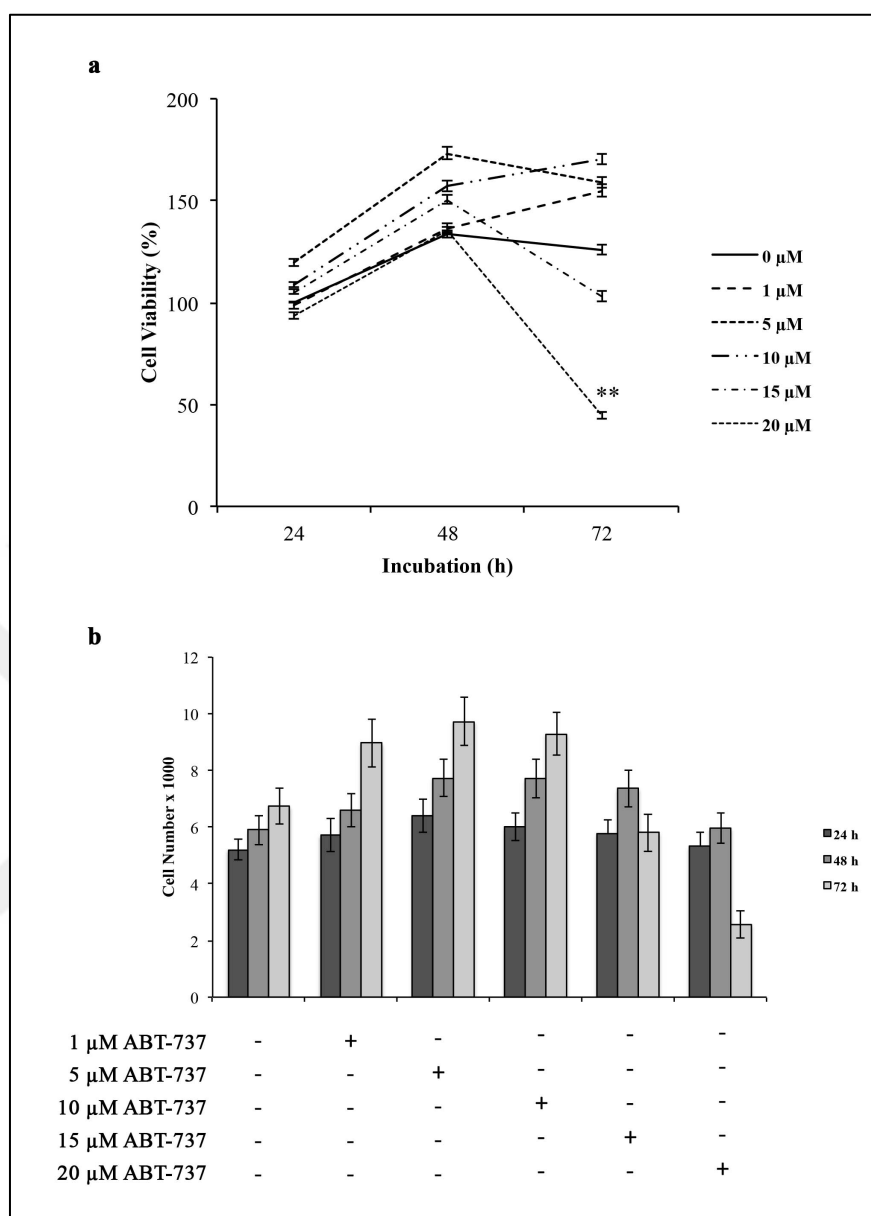 a
200
150
100
50
0
Cell Viability (%)
**
24 48 72
Incubation (h)
0 µM
1 µM
5 µM
10 µM
15 µM
20 µM
b
12
10
8
6
4
2
0
Cell Number x 1000
24 h
48 h
72 h
1 µM ABT-737 - + - - - -
5 µM ABT-737 - - + - - -
10 µM ABT-737 - - - + - -
15 µM ABT-737 - - - - + -
20 µM ABT-737 - - - - - +